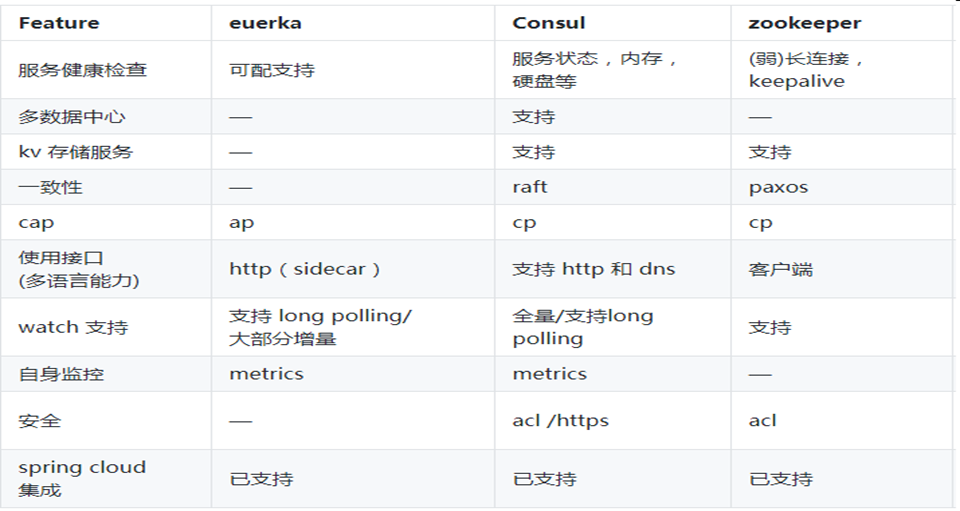 Feature euerka Consul zookeeper
服务健康检查 可配支持 服务状态，内存，硬盘等 (弱)长连接，keepalive
多数据中心 — 支持 —
kv 存储服务 — 支持 支持
一致性 — raft paxos
cap ap cp cp
使用接口(多语言能力) http（sidecar） 支持 http 和 dns 客户端
watch 支持 支持 long polling/大部分增量 全量/支持long polling 支持
自身监控 metrics metrics —
安全 — acl /https acl
spring cloud 集成 已支持 已支持 已支持